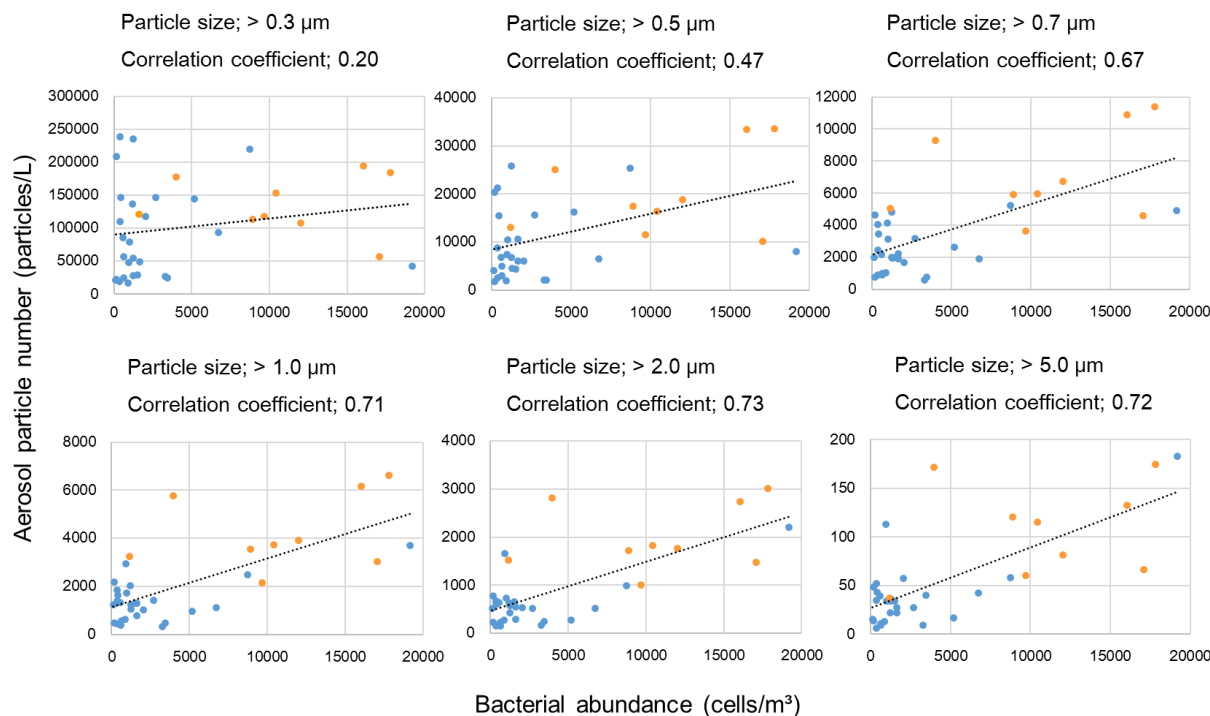 Aerosol particle number (particles/L)
Particle size; > 0.3 µm
Correlation coefficient; 0.20
300000
250000
200000
150000
100000
50000
0
0 5000 10000 15000 20000
Particle size; > 0.5 µm
Correlation coefficient; 0.47
40000
30000
20000
10000
0
0 5000 10000 15000 20000
Particle size; > 0.7 µm
Correlation coefficient; 0.67
12000
10000
8000
6000
4000
2000
0
0 5000 10000 15000 20000
Particle size; > 1.0 µm
Correlation coefficient; 0.71
8000
6000
4000
2000
0
0 5000 10000 15000 20000
Particle size; > 2.0 µm
Correlation coefficient; 0.73
4000
3000
2000
1000
0
0 5000 10000 15000 20000
Particle size; > 5.0 µm
Correlation coefficient; 0.72
200
150
100
50
0
0 5000 10000 15000 20000
Bacterial abundance (cells/m³)